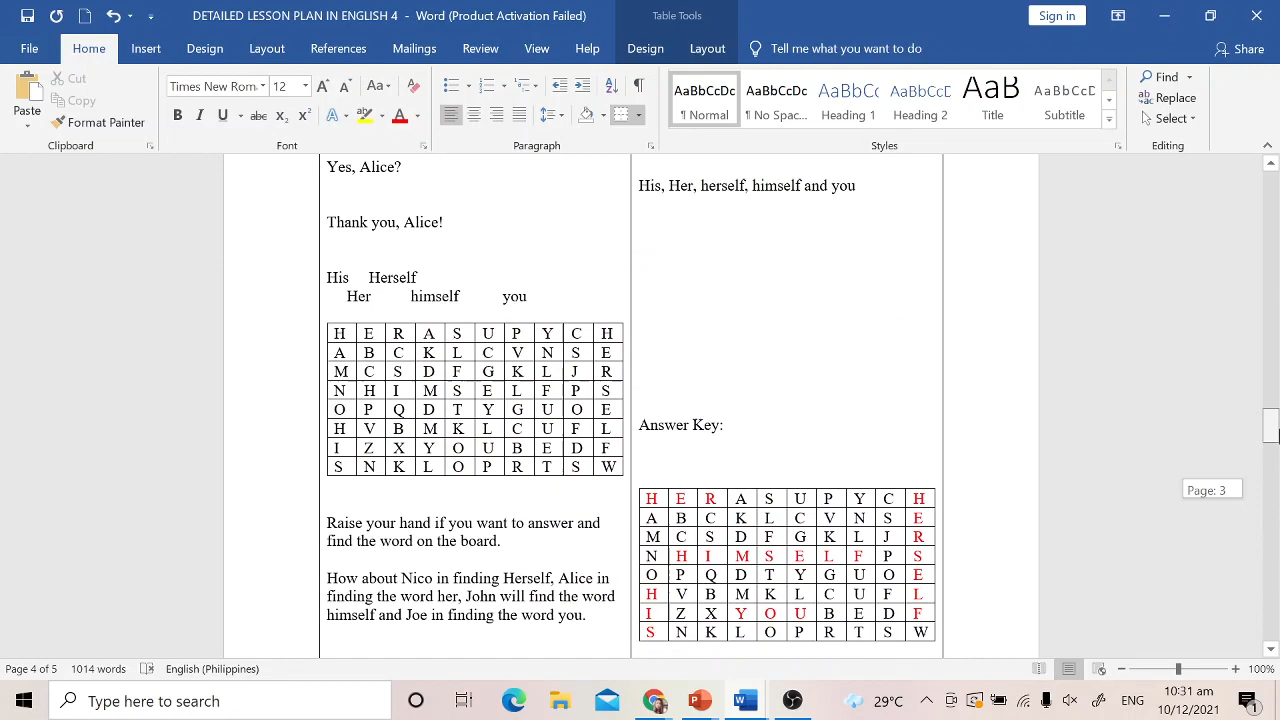 DETAILED LESSON PLAN IN ENGLISH 4 - Word (Product Activation Failed)
Table Tools
Sign in
File Home Insert Design Layout References Mailings Review View Help Design Layout Tell me what you want to do Share
Paste
Cut
Copy
Format Painter
Clipboard
Times New Rom 12
Font
Paragraph
AaBbCcDc AaBbCcDc AaBbCc AaBbCcD AaB AaBbCcD
¶ Normal ¶ No Spac... Heading 1 Heading 2 Title Subtitle
Styles
Find
Replace
Select
Editing
Yes, Alice?
Thank you, Alice!
His Herself
Her himself you
H E R A S U P Y C H
A B C K L C V N S E
M C S D F G K L J R
N H I M S E L F P S
O P Q D T Y G U O E
H V B M K L C U F L
I Z X Y O U B E D F
S N K L O P R T S W
Raise your hand if you want to answer and
find the word on the board.
How about Nico in finding Herself, Alice in
finding the word her, John will find the word
himself and Joe in finding the word you.
His, Her, herself, himself and you
Answer Key:
H E R A S U P Y C H
A B C K L C V N S E
M C S D F G K L J R
N H I M S E L F P S
O P Q D T Y G U O E
H V B M K L C U F L
I Z X Y O U B E D F
S N K L O P R T S W
Page: 3
Page 4 of 5 1014 words English (Philippines) 100%
Type here to search
29°C
ENG
10:31 am
10/12/2021
1